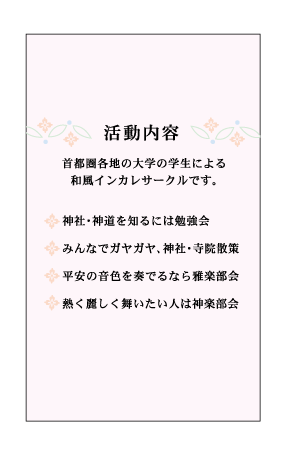 活動内容
首都圏各地の大学の学生による
和風インカレサークルです。
神社・神道を知るには勉強会
みんなでガヤガヤ、神社・寺院散策
平安の音色を奏でるなら雅楽部会
熱く麗しく舞いたい人は神楽部会